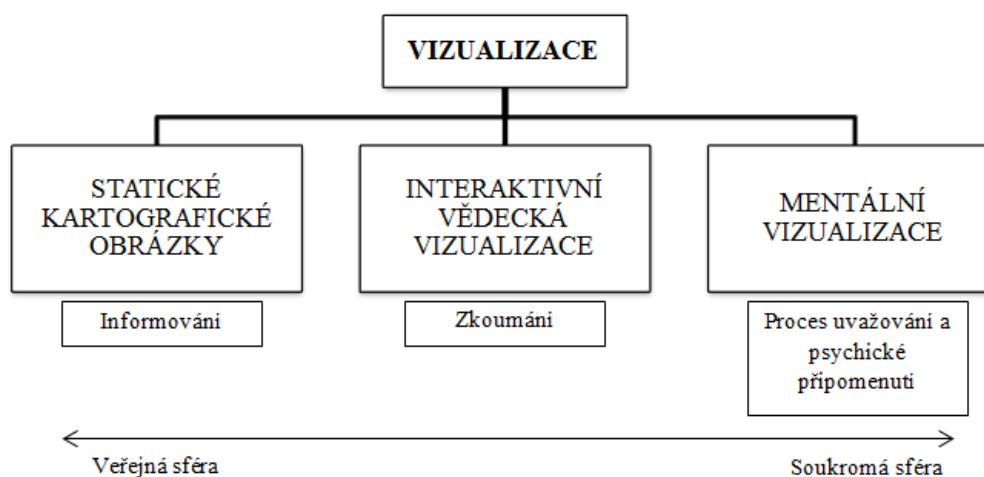 VIZUALIZACE
STATICKÉ
KARTOGRAFICKÉ
OBRÁZKY
INTERAKTIVNÍ
VĚDECKÁ
VIZUALIZACE
MENTÁLNÍ
VIZUALIZACE
Informování
Zkoumání
Proces uvažování a
psychické
připomenutí
Veřejná sféra
Soukromá sféra